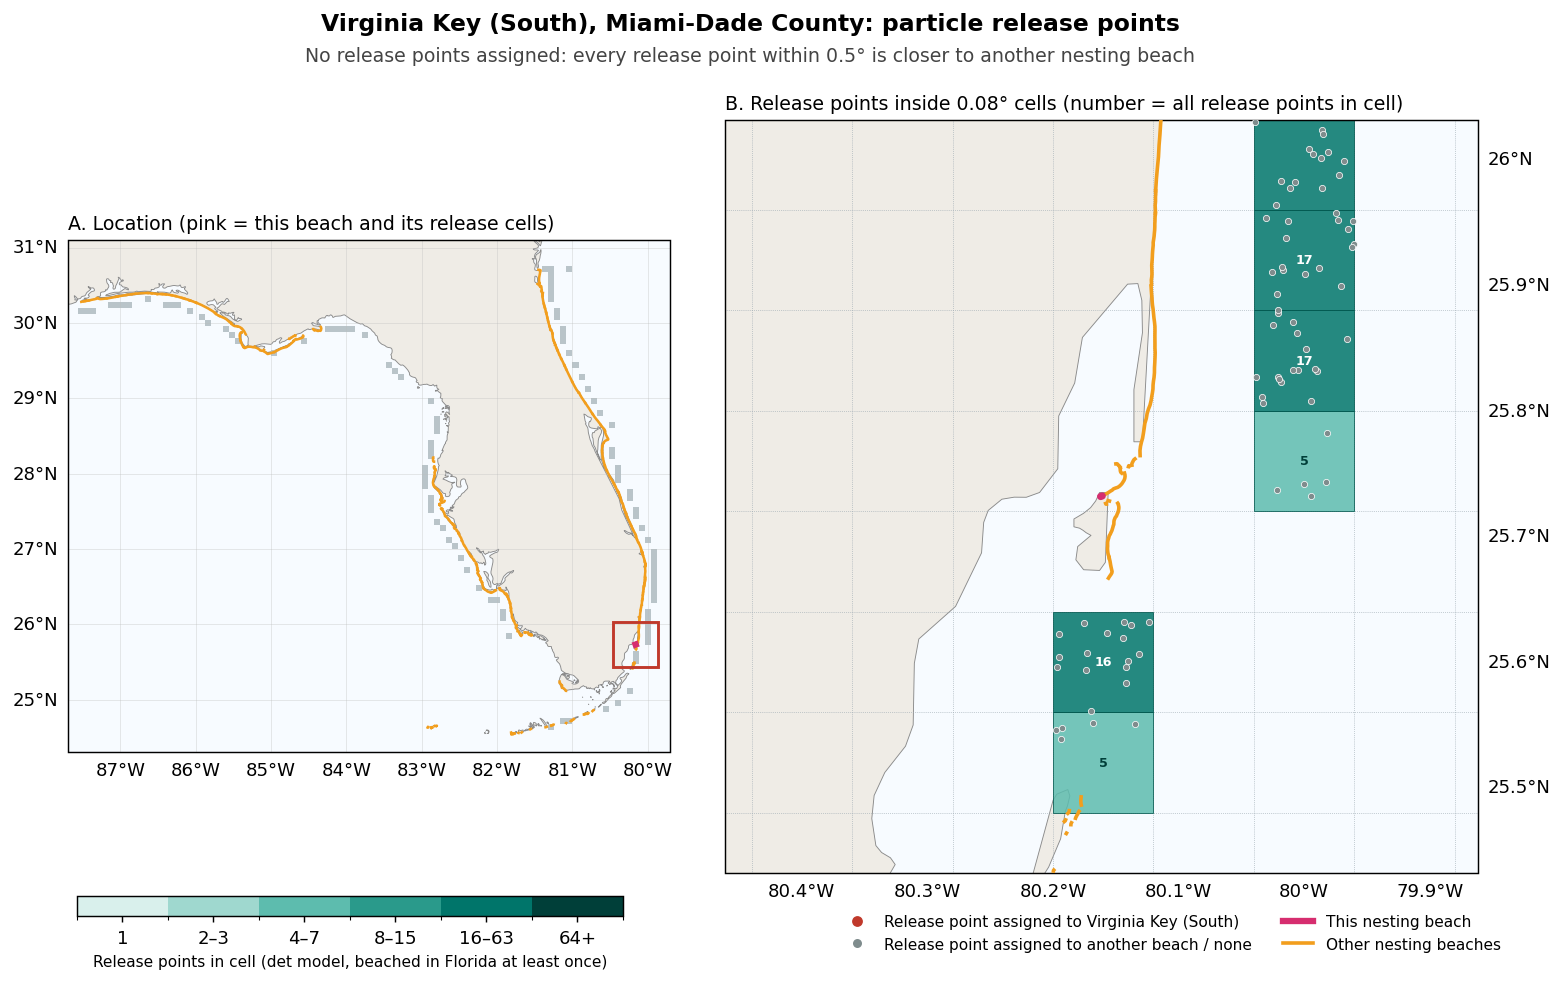 Virginia Key (South), Miami-Dade County: particle release points
No release points assigned: every release point within 0.5° is closer to another nesting beach
A. Location (pink = this beach and its release cells)
31°N
30°N
29°N
28°N
27°N
26°N
25°N
87°W 86°W 85°W 84°W 83°W 82°W 81°W 80°W
B. Release points inside 0.08° cells (number = all release points in cell)
17
17
5
16
5
26°N
25.9°N
25.8°N
25.7°N
25.6°N
25.5°N
80.4°W 80.3°W 80.2°W 80.1°W 80°W 79.9°W
1 2–3 4–7 8–15 16–63 64+
Release points in cell (det model, beached in Florida at least once)
Release point assigned to Virginia Key (South)
Release point assigned to another beach / none
This nesting beach
Other nesting beaches